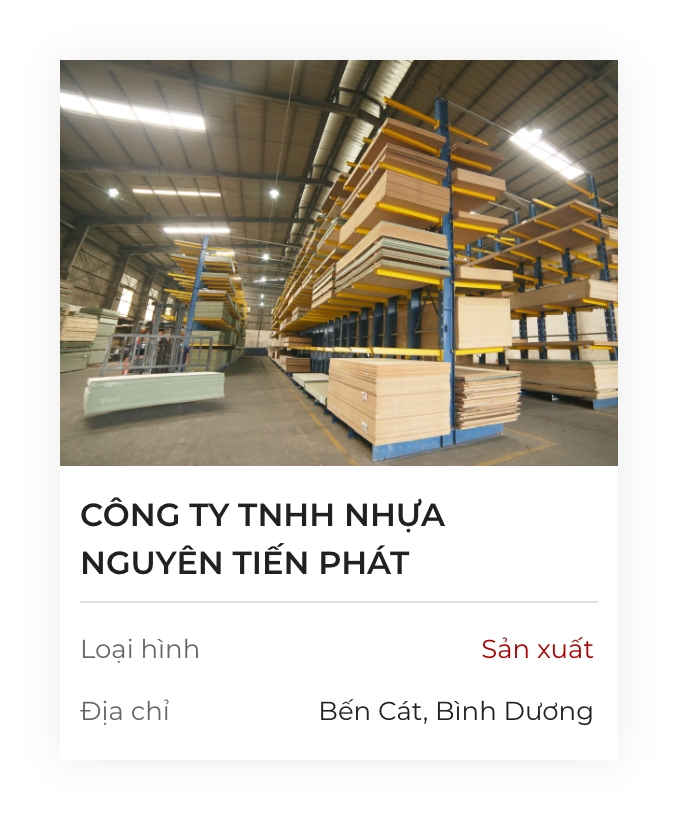 CÔNG TY TNHH NHỰA
NGUYÊN TIẾN PHÁT
Loại hình Sản xuất
Địa chỉ Bến Cát, Bình Dương